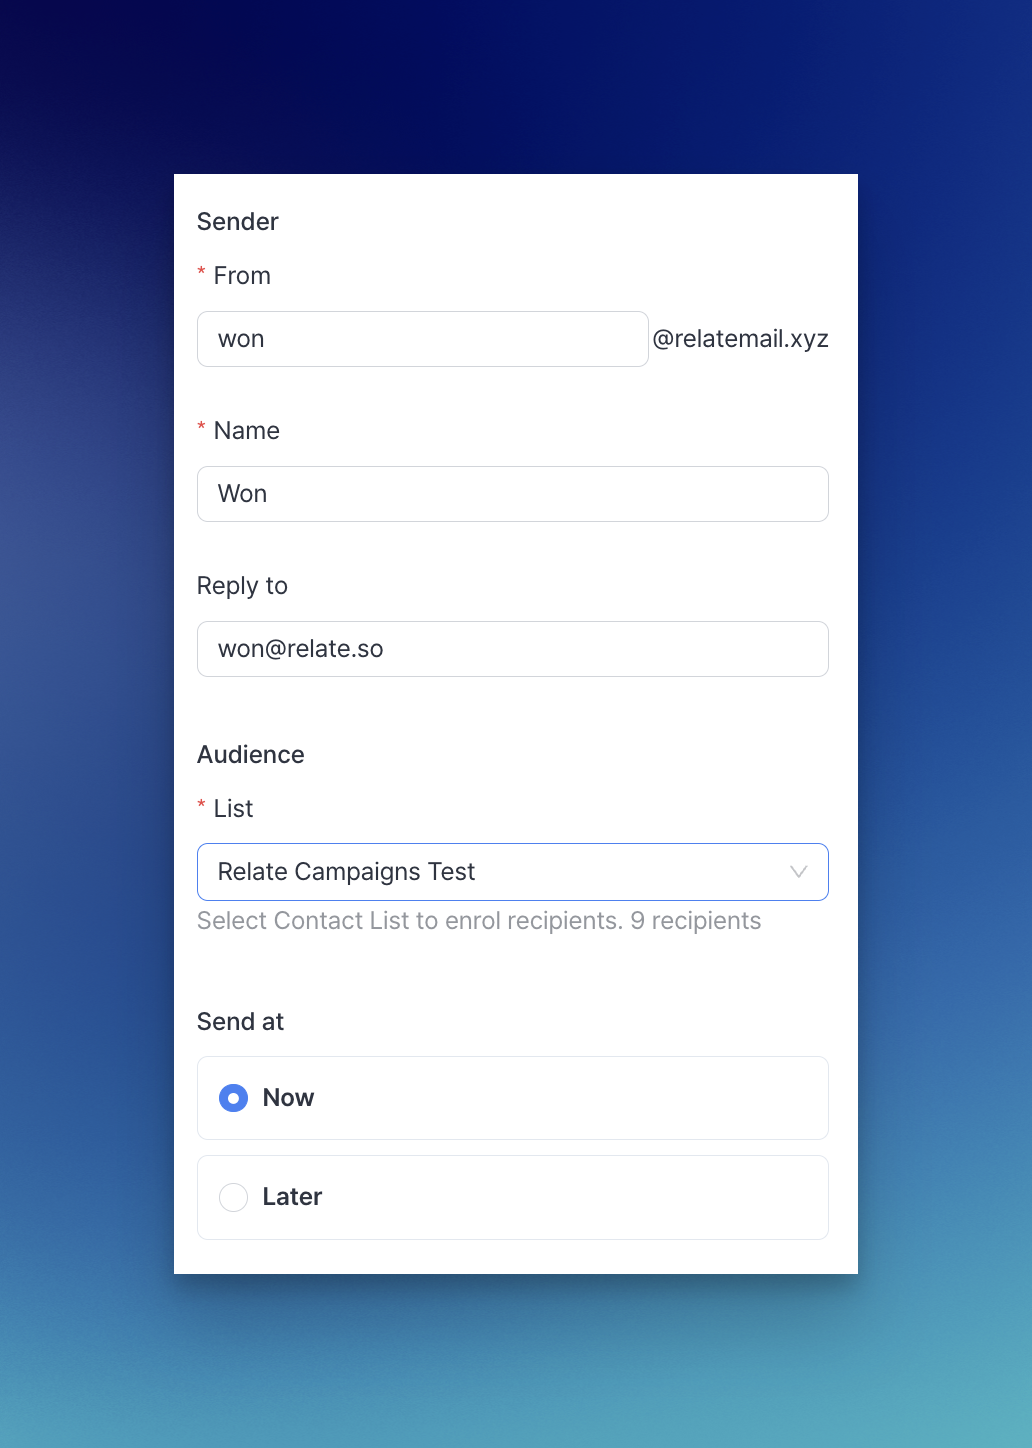 Sender
* From
won @relatemail.xyz
* Name
Won
Reply to
won@relate.so
Audience
* List
Relate Campaigns Test
Select Contact List to enrol recipients. 9 recipients
Send at
Now
Later